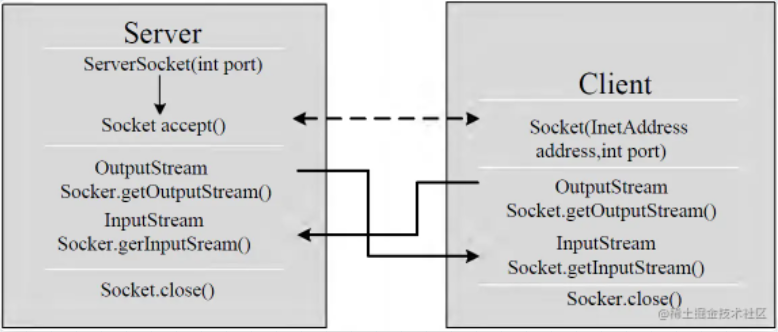 Server
ServerSocket(int port)
Socket accept()
OutputStream
Socker.getOutputStream()
InputStream
Socker.gerInputSream()
Socket.close()
Client
Socket(InetAddress
address,int port)
OutputStream
Socket.getOutputStream()
InputStream
Socket.getInputStream()
Socker.close()
@稀土掘金技术社区